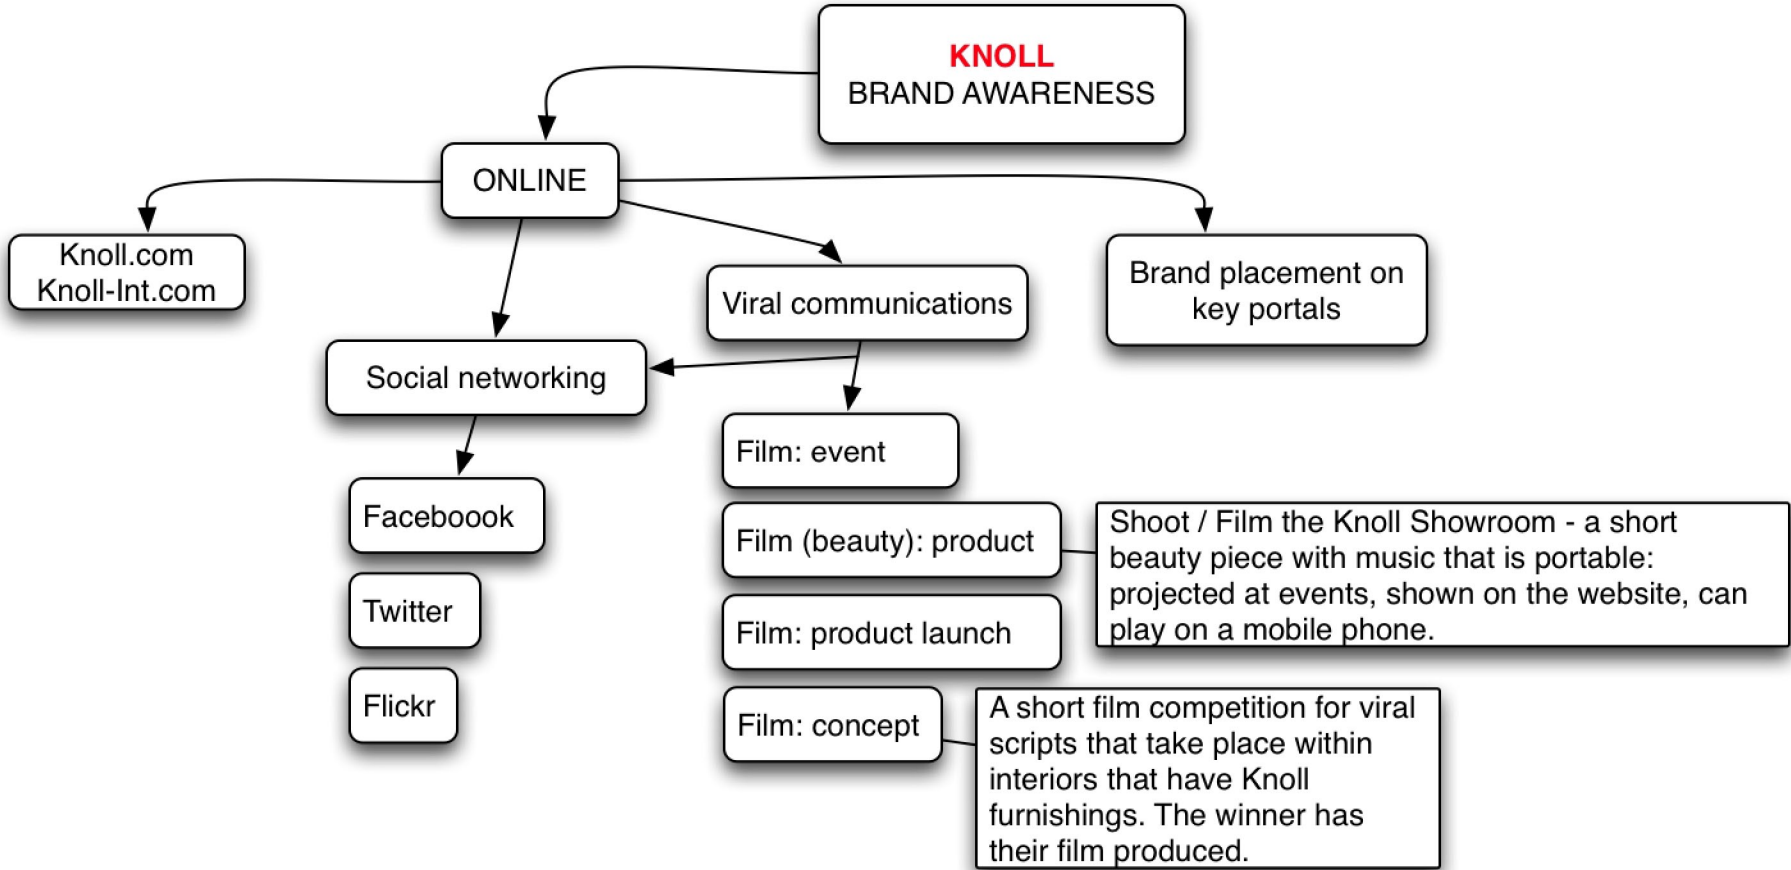 KNOLL
BRAND AWARENESS
ONLINE
Knoll.com
Knoll-Int.com
Social networking
Viral communications
Brand placement on
key portals
Faceboook
Twitter
Flickr
Film: event
Film (beauty): product
Shoot / Film the Knoll Showroom - a short
beauty piece with music that is portable:
projected at events, shown on the website, can
play on a mobile phone.
Film: product launch
Film: concept
A short film competition for viral
scripts that take place within
interiors that have Knoll
furnishings. The winner has
their film produced.